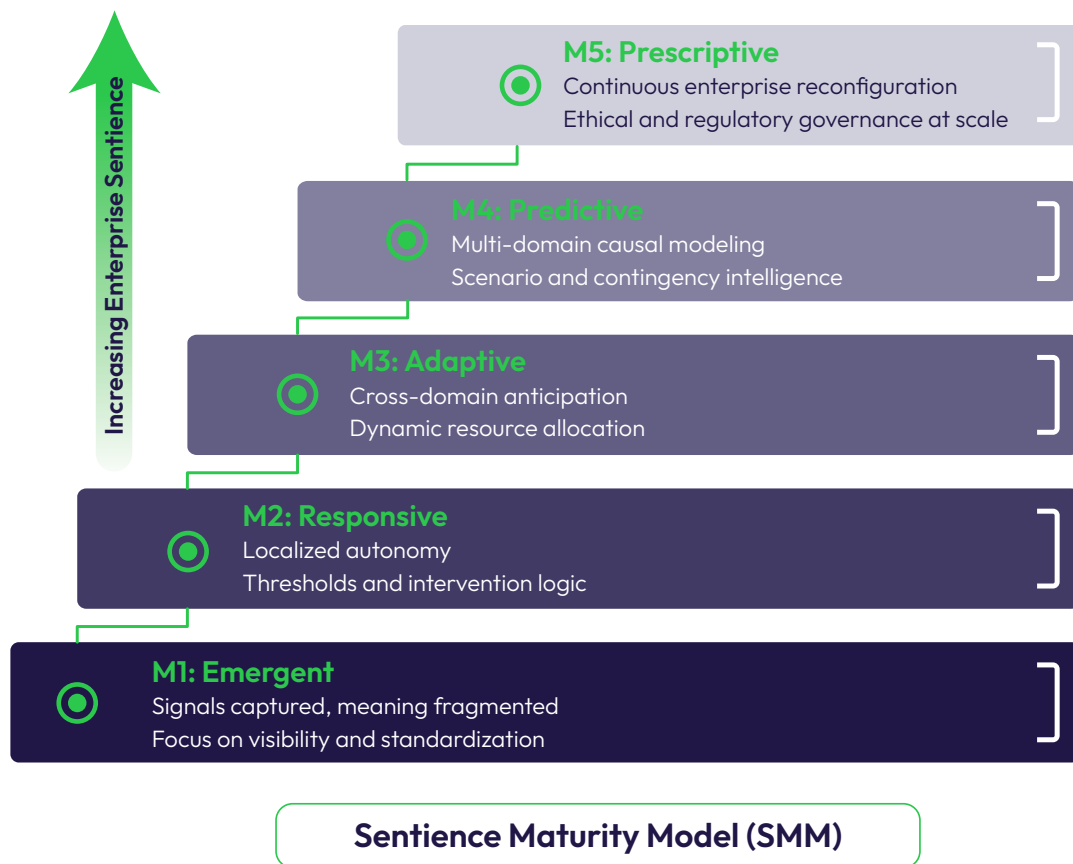 M5: Prescriptive
Continuous enterprise reconfiguration
Ethical and regulatory governance at scale
Increasing Enterprise Sentience
M4: Predictive
Multi-domain causal modeling
Scenario and contingency intelligence
M3: Adaptive
Cross-domain anticipation
Dynamic resource allocation
M2: Responsive
Localized autonomy
Thresholds and intervention logic
M1: Emergent
Signals captured, meaning fragmented
Focus on visibility and standardization
Sentience Maturity Model (SMM)